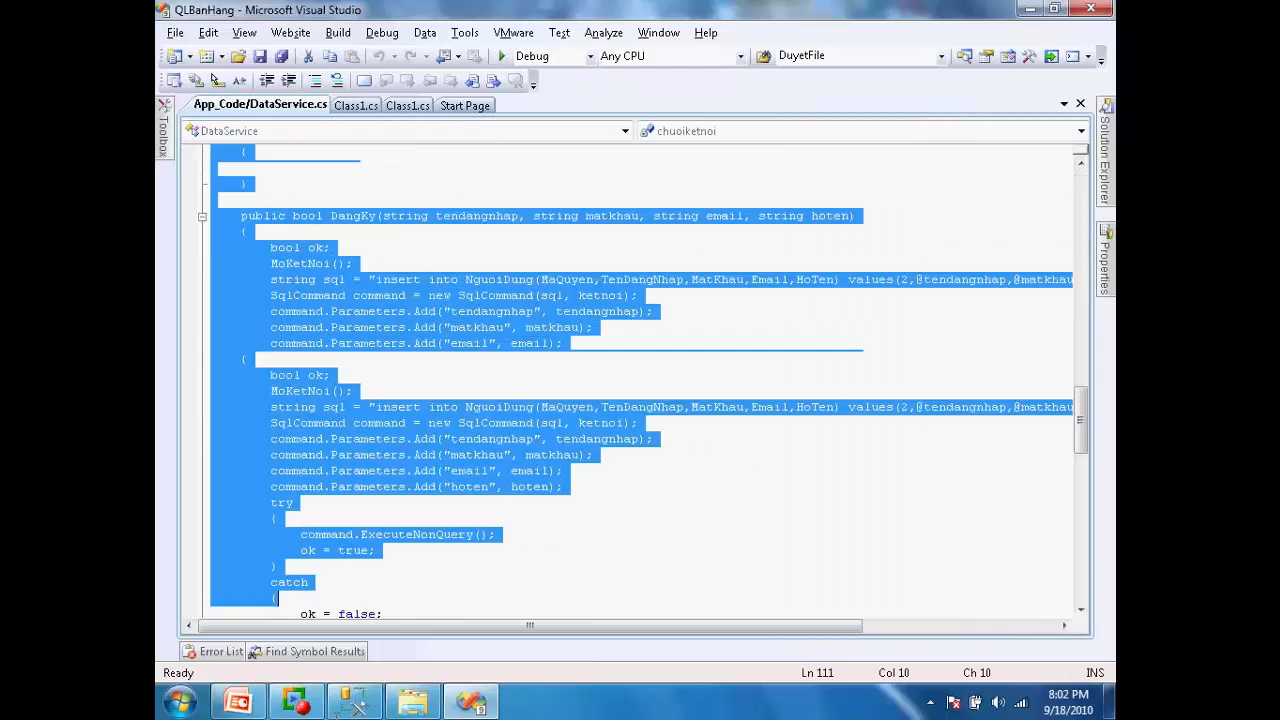 QLBanHang - Microsoft Visual Studio
File Edit View Website Build Debug Data Tools VMware Test Analyze Window Help
Debug Any CPU DuyetFile
App_Code/DataService.cs Class1.cs Class1.cs Start Page
DataService chuoiketnoi
Toolbox
Solution Explorer
Properties
{
}
public bool DangKy(string tendangnhap, string matkhau, string email, string hoten)
{
bool ok;
MoKetNoi();
string sql = "insert into NguoiDung(MaQuyen,TenDangNhap,MatKhau,Email,HoTen) values(2,@tendangnhap,@matkhau
SqlCommand command = new SqlCommand(sql, ketnoi);
command.Parameters.Add("tendangnhap", tendangnhap);
command.Parameters.Add("matkhau", matkhau);
command.Parameters.Add("email", email);
{
bool ok;
MoKetNoi();
string sql = "insert into NguoiDung(MaQuyen,TenDangNhap,MatKhau,Email,HoTen) values(2,@tendangnhap,@matkhau
SqlCommand command = new SqlCommand(sql, ketnoi);
command.Parameters.Add("tendangnhap", tendangnhap);
command.Parameters.Add("matkhau", matkhau);
command.Parameters.Add("email", email);
command.Parameters.Add("hoten", hoten);
try
{
command.ExecuteNonQuery();
ok = true;
}
catch
{
ok = false;
Error List Find Symbol Results
Ready Ln 111 Col 10 Ch 10 INS
8:02 PM
9/18/2010